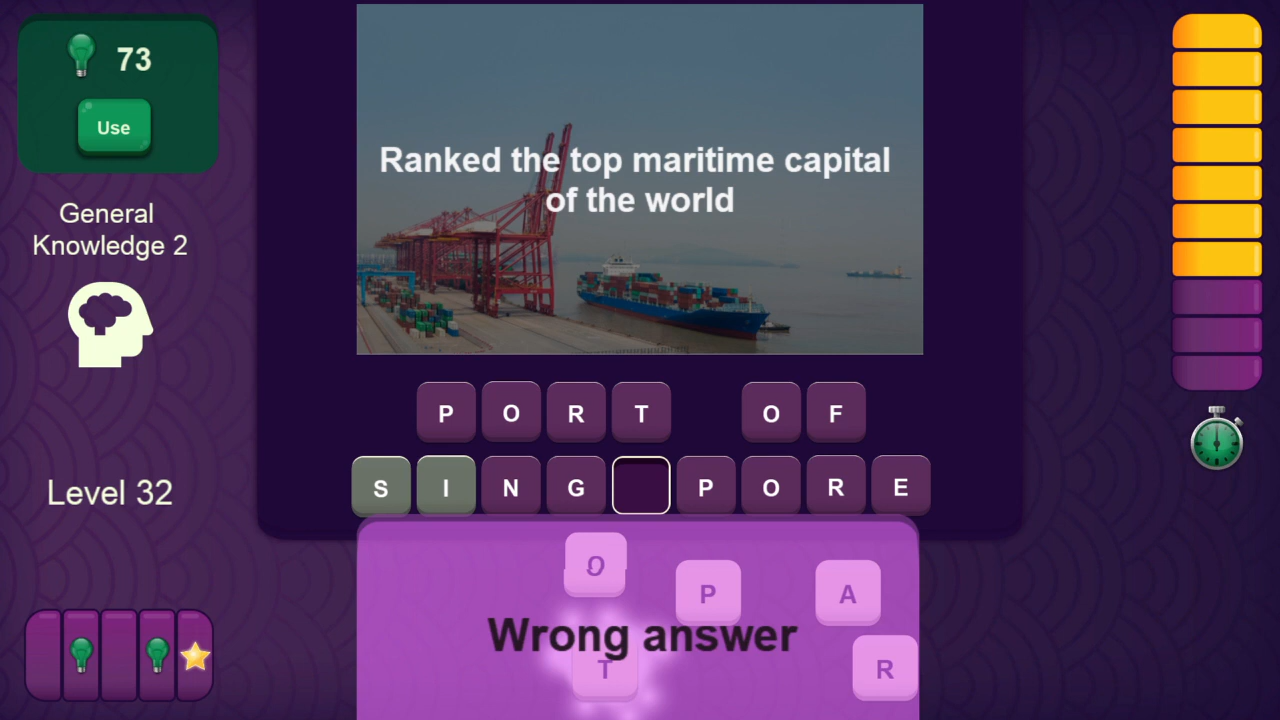 73
Use
General
Knowledge 2
Level 32
Ranked the top maritime capital
of the world
P O R T O F
S I N G P O R E
O
P A
Wrong answer
T R